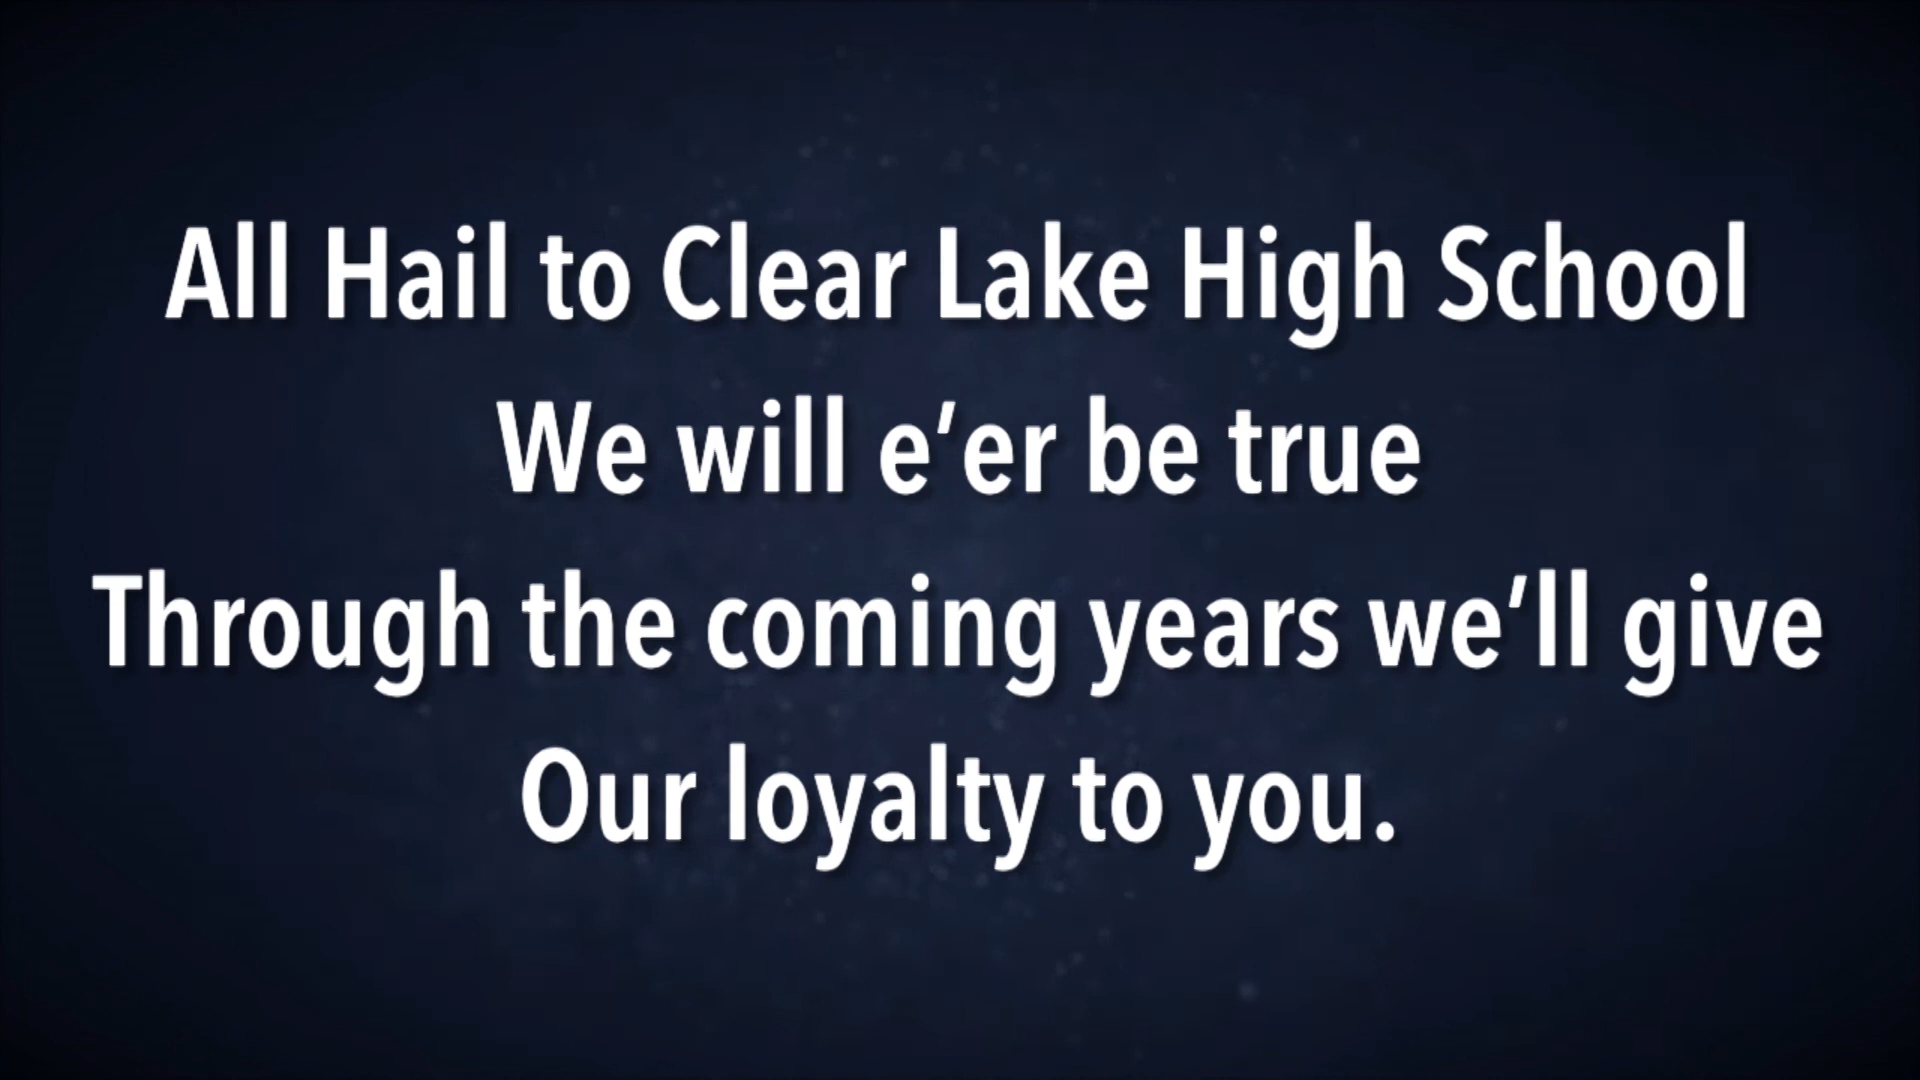 All Hail to Clear Lake High School
We will e’er be true
Through the coming years we’ll give
Our loyalty to you.